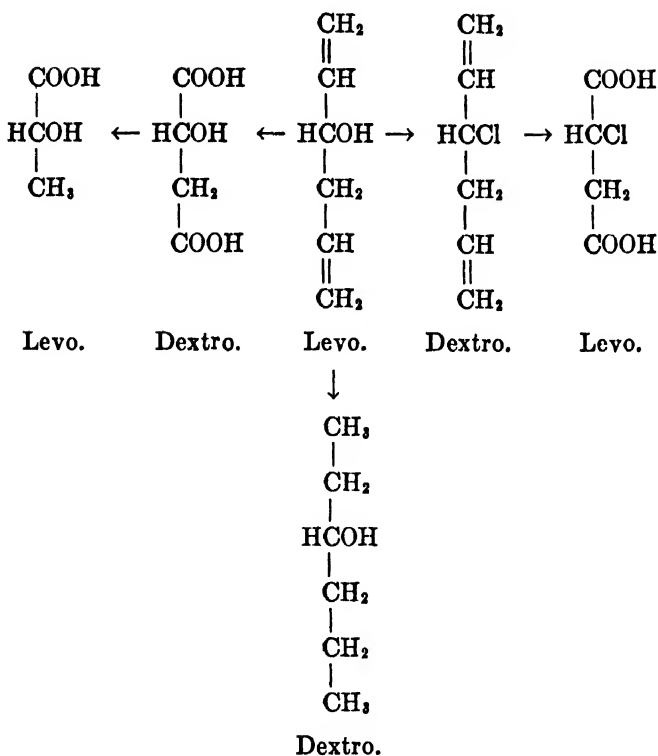 CH₂ CH₂
COOH COOH CH CH COOH
HCOH ← HCOH ← HCOH → HCCl → HCCl
CH₃ CH₂ CH₂ CH₂ CH₂
COOH CH CH COOH
CH₂ CH₂
Levo. Dextro. Levo. Dextro. Levo.
↓
CH₃
CH₂
HCOH
CH₂
CH₂
CH₃
Dextro.